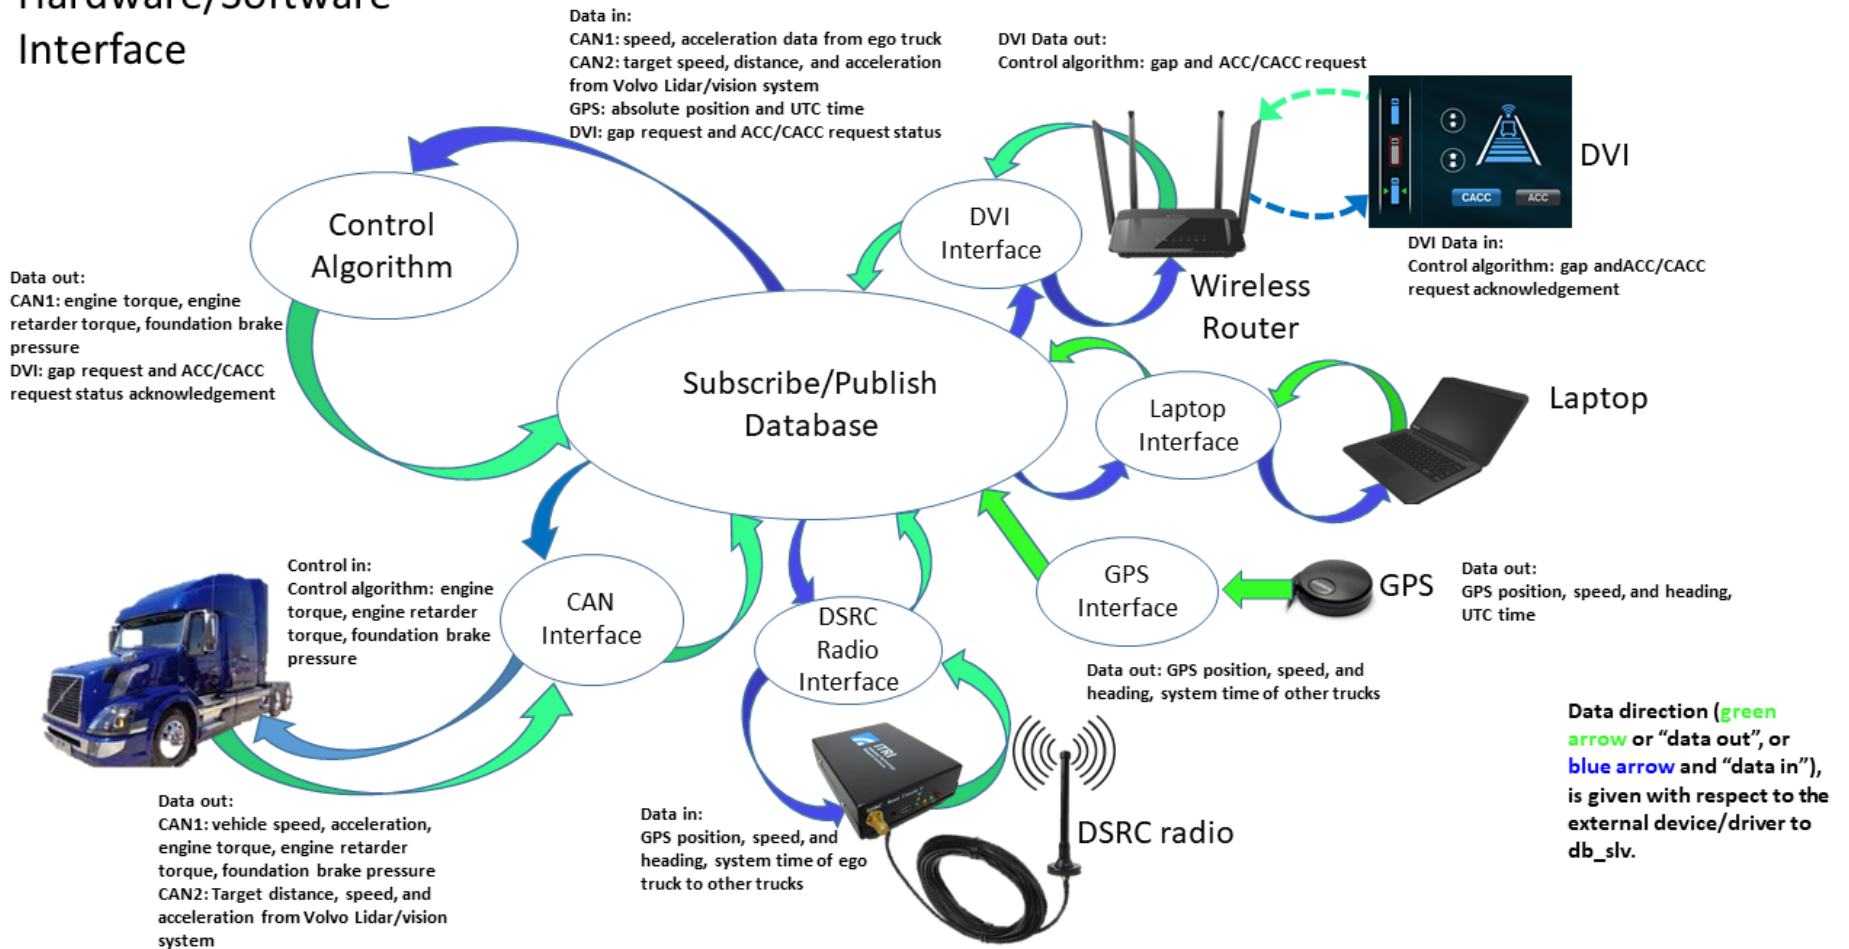 Hardware/Software
Interface
Data in:
CAN1: speed, acceleration data from ego truck
CAN2: target speed, distance, and acceleration
from Volvo Lidar/vision system
GPS: absolute position and UTC time
DVI: gap request and ACC/CACC request status
DVI Data out:
Control algorithm: gap and ACC/CACC request
CACC
ACC
DVI
DVI Data in:
Control algorithm: gap andACC/CACC
request acknowledgement
Control
Algorithm
DVI
Interface
Wireless
Router
Data out:
CAN1: engine torque, engine
retarder torque, foundation brake
pressure
DVI: gap request and ACC/CACC
request status acknowledgement
Subscribe/Publish
Database
Laptop
Interface
Laptop
Control in:
Control algorithm: engine
torque, engine retarder
torque, foundation brake
pressure
CAN
Interface
DSRC
Radio
Interface
GPS
Interface
GPS
Data out:
GPS position, speed, and heading,
UTC time
Data out: GPS position, speed, and
heading, system time of other trucks
Data out:
CAN1: vehicle speed, acceleration,
engine torque, engine retarder
torque, foundation brake pressure
CAN2: Target distance, speed, and
acceleration from Volvo Lidar/vision
system
Data in:
GPS position, speed, and
heading, system time of ego
truck to other trucks
ITRI
DSRC radio
Data direction (green
arrow or “data out”, or
blue arrow and “data in”),
is given with respect to the
external device/driver to
db_slv.